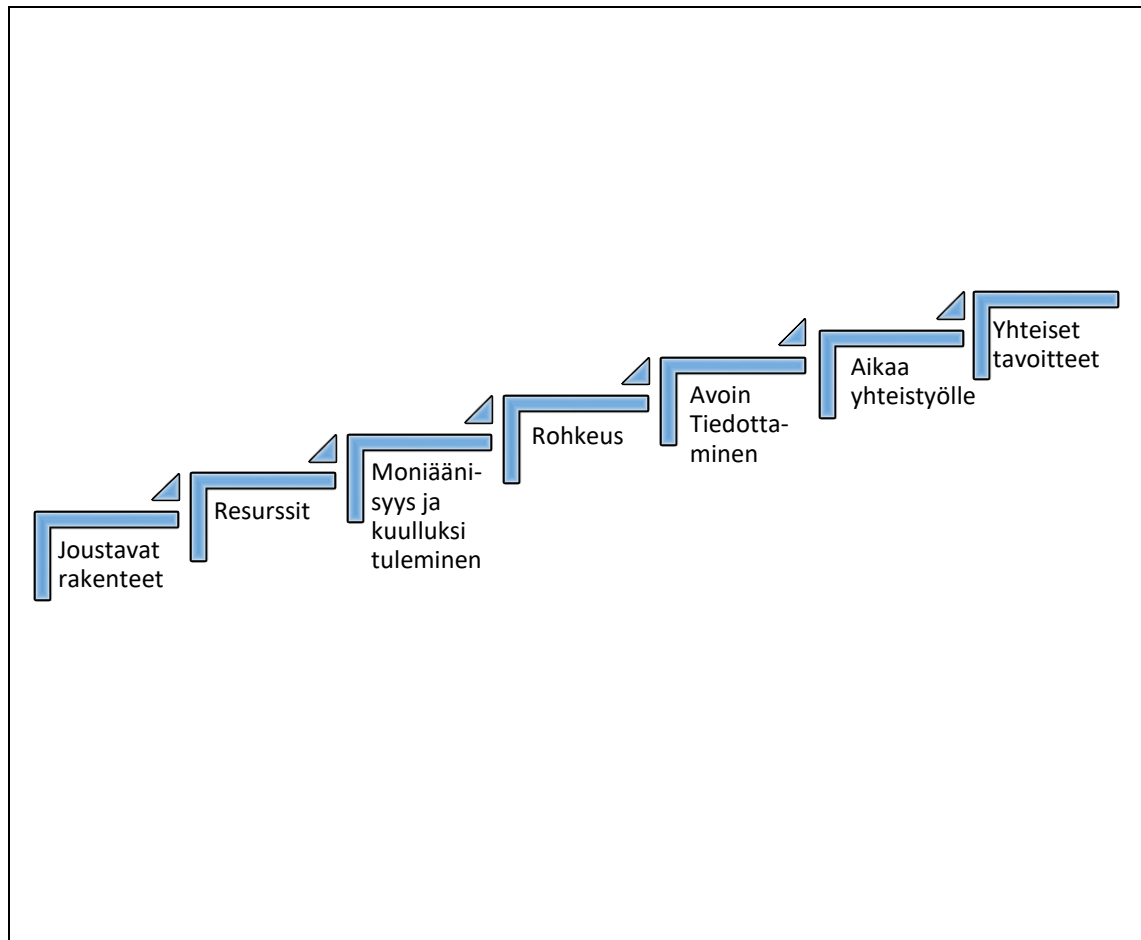 Joustavat
rakenteet
Resurssit
Moniääni-
syys ja
kuulluksi
tuleminen
Rohkeus
Avoin
Tiedotta-
minen
Aikaa
yhteistyölle
Yhteiset
tavoitteet